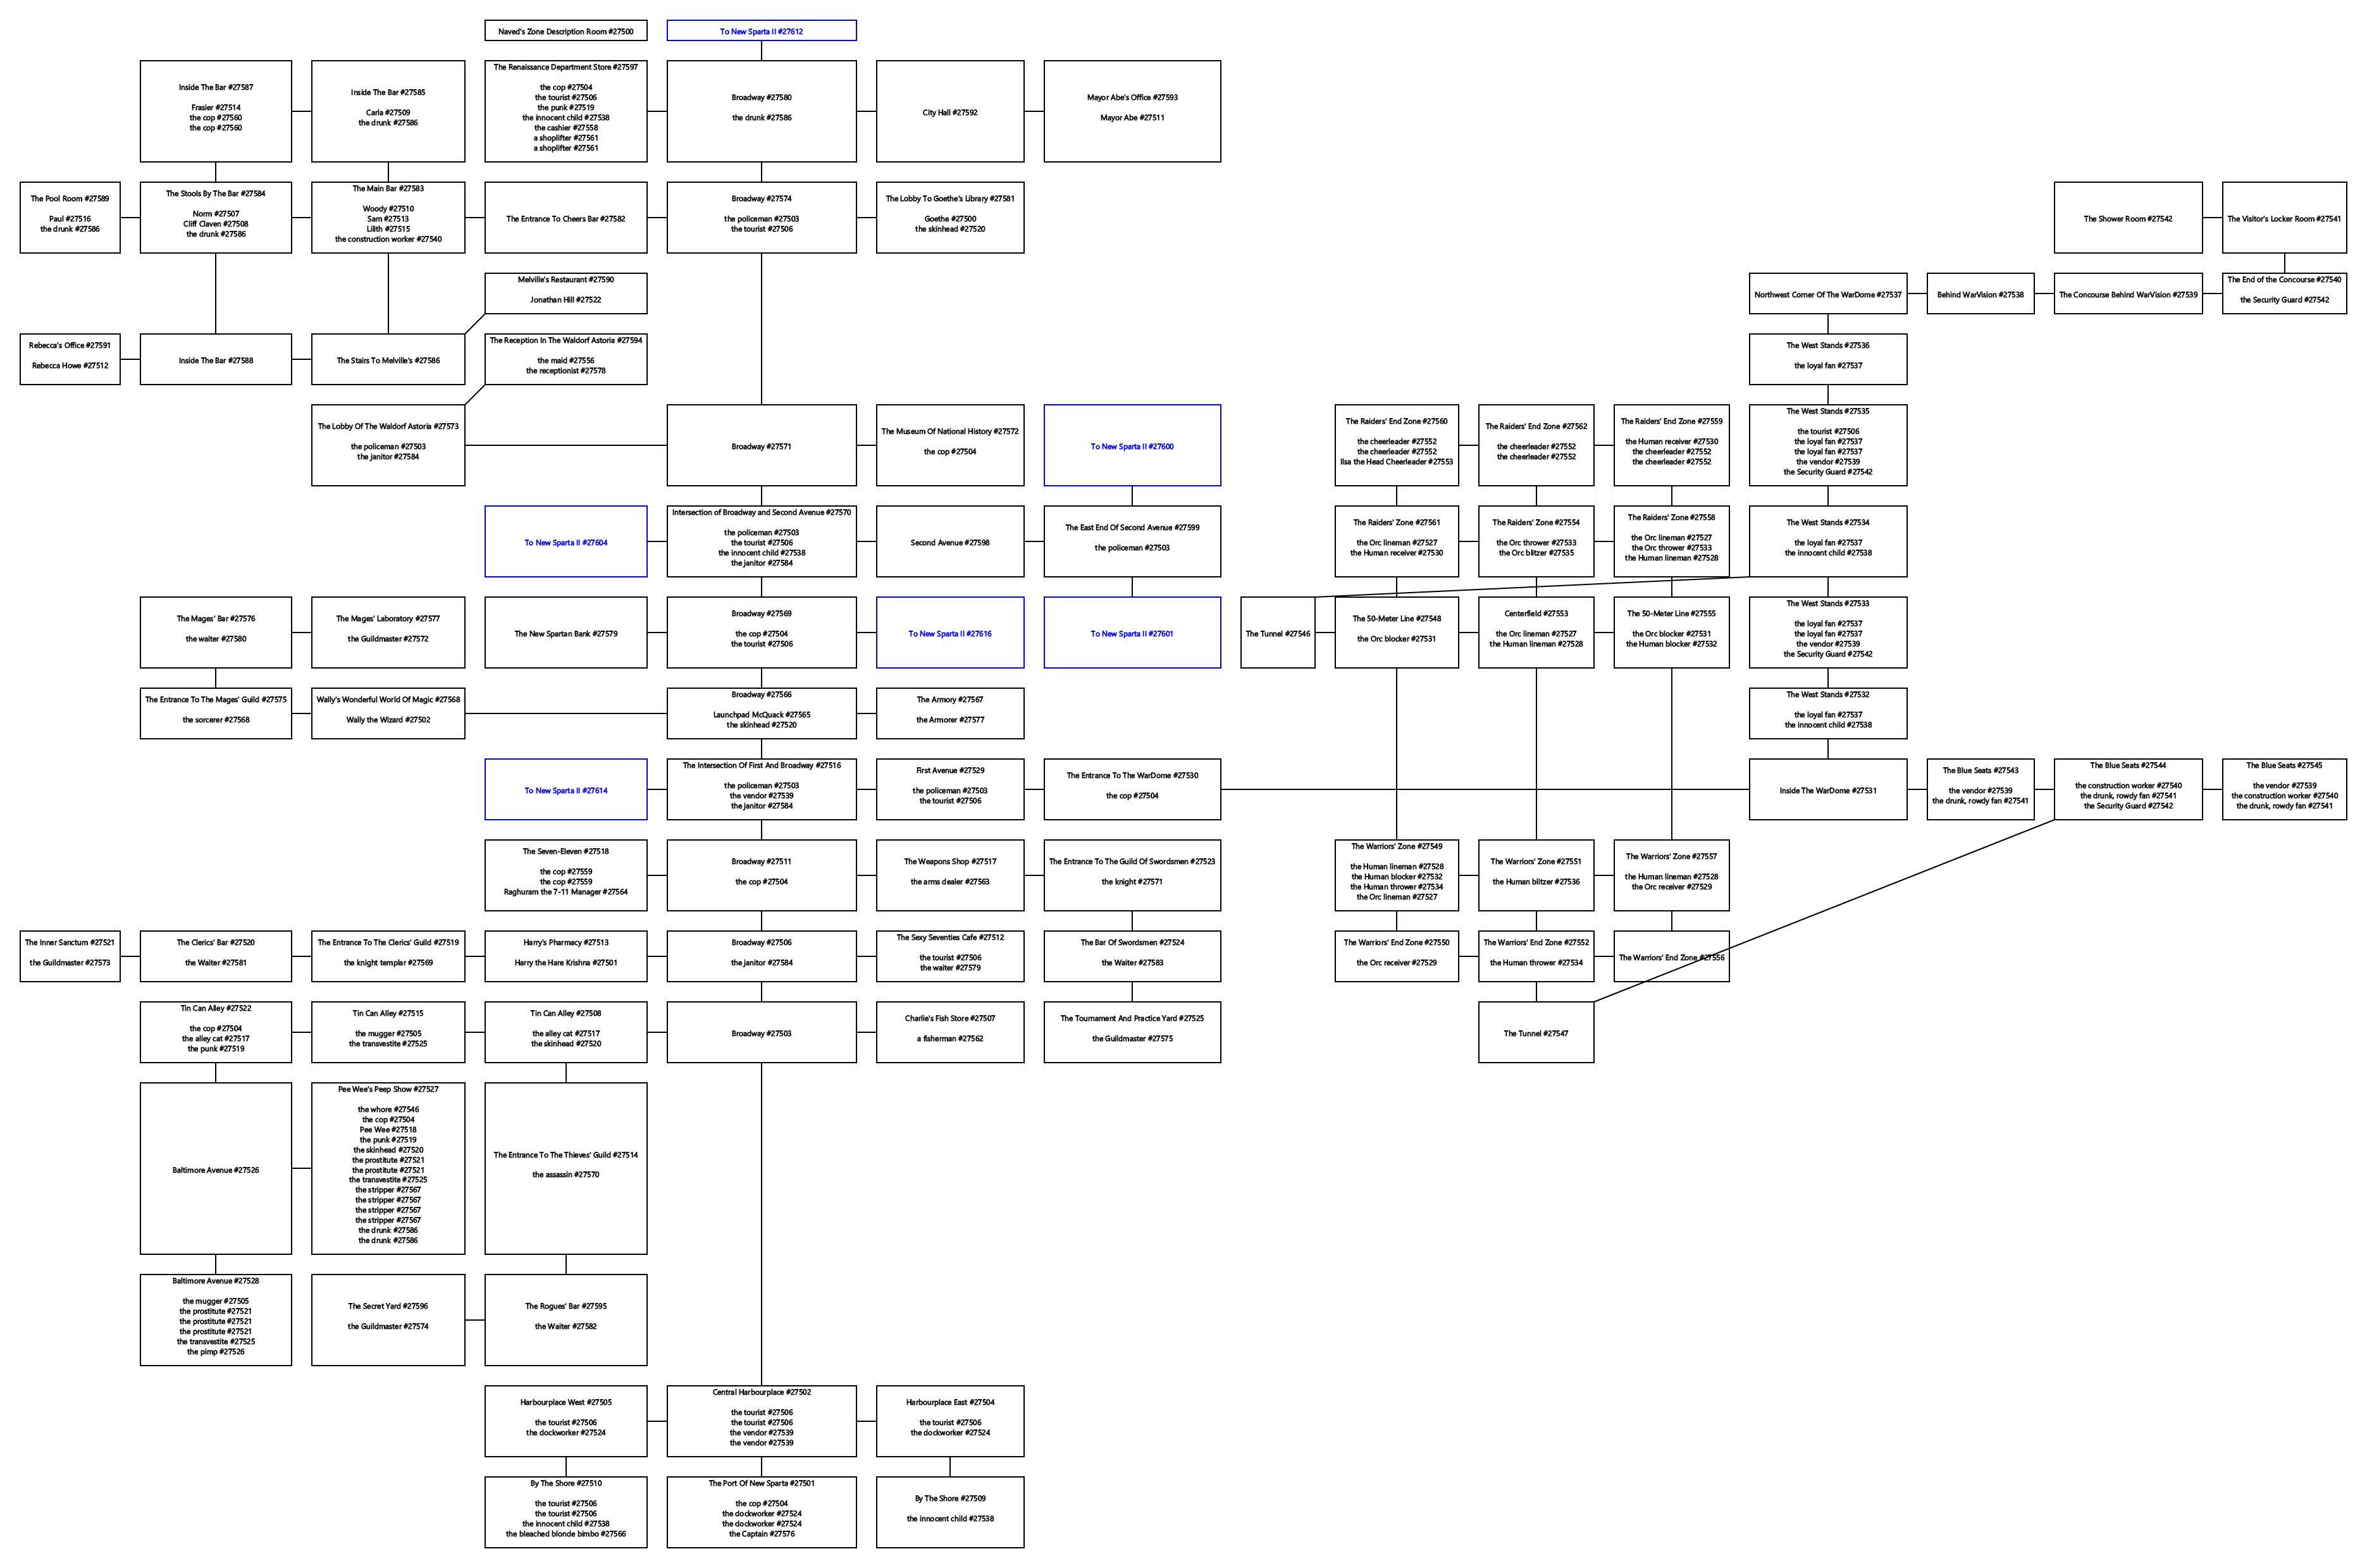 Naved's Zone Description Room #27500
To New Sparta II #27612
Inside The Bar #27587
Frasier #27514
the cop #27560
the cop #27560
Inside The Bar #27585
Carla #27509
the drunk #27586
The Renaissance Department Store #27597
the cop #27504
the tourist #27506
the punk #27519
the innocent child #27538
the cashier #27558
a shoplifter #27561
a shoplifter #27561
Broadway #27580
the drunk #27586
City Hall #27592
Mayor Abe's Office #27593
Mayor Abe #27511
The Pool Room #27589
Paul #27516
the drunk #27586
The Stools By The Bar #27584
Norm #27507
Cliff Claven #27508
the drunk #27586
The Main Bar #27583
Woody #27510
Sam #27513
Lilith #27515
the construction worker #27540
The Entrance To Cheers Bar #27582
Broadway #27574
the policeman #27503
the tourist #27506
The Lobby To Goethe's Library #27581
Goethe #27500
the skinhead #27520
The Shower Room #27542
The Visitor's Locker Room #27541
Melville's Restaurant #27590
Jonathan Hill #27522
Northwest Corner Of The WarDome #27537
Behind WarVision #27538
The Concourse Behind WarVision #27539
The End of the Concourse #27540
the Security Guard #27542
Rebecca's Office #27591
Rebecca Howe #27512
Inside The Bar #27588
The Stairs To Melville's #27586
The Reception In The Waldorf Astoria #27594
the maid #27556
the receptionist #27578
The West Stands #27536
the loyal fan #27537
The Lobby Of The Waldorf Astoria #27573
the policeman #27503
the janitor #27584
Broadway #27571
The Museum Of National History #27572
the cop #27504
To New Sparta II #27600
The Raiders' End Zone #27560
the cheerleader #27552
the cheerleader #27552
Ilsa the Head Cheerleader #27553
The Raiders' End Zone #27562
the cheerleader #27552
the cheerleader #27552
The Raiders' End Zone #27559
the Human receiver #27530
the cheerleader #27552
the cheerleader #27552
The West Stands #27535
the tourist #27506
the loyal fan #27537
the loyal fan #27537
the vendor #27539
the Security Guard #27542
To New Sparta II #27604
Intersection of Broadway and Second Avenue #27570
the policeman #27503
the tourist #27506
the innocent child #27538
the janitor #27584
Second Avenue #27598
The East End Of Second Avenue #27599
the policeman #27503
The Raiders' Zone #27561
the Orc lineman #27527
the Human receiver #27530
The Raiders' Zone #27554
the Orc thrower #27533
the Orc blitzer #27535
The Raiders' Zone #27558
the Orc lineman #27527
the Orc thrower #27533
the Human lineman #27528
The West Stands #27534
the loyal fan #27537
the innocent child #27538
The Mages' Bar #27576
the waiter #27580
The Mages' Laboratory #27577
the Guildmaster #27572
The New Spartan Bank #27579
Broadway #27569
the cop #27504
the tourist #27506
To New Sparta II #27616
To New Sparta II #27601
The Tunnel #27546
The 50-Meter Line #27548
the Orc blocker #27531
Centerfield #27553
the Orc lineman #27527
the Human lineman #27528
The 50-Meter Line #27555
the Orc blocker #27531
the Human blocker #27532
The West Stands #27533
the loyal fan #27537
the loyal fan #27537
the vendor #27539
the Security Guard #27542
The Entrance To The Mages' Guild #27575
the sorcerer #27568
Wally's Wonderful World Of Magic #27568
Wally the Wizard #27502
Broadway #27566
Launchpad McQuack #27565
the skinhead #27520
The Armory #27567
the Armorer #27577
The West Stands #27532
the loyal fan #27537
the innocent child #27538
To New Sparta II #27614
The Intersection Of First And Broadway #27516
the policeman #27503
the vendor #27539
the janitor #27584
First Avenue #27529
the policeman #27503
the tourist #27506
The Entrance To The WarDome #27530
the cop #27504
Inside The WarDome #27531
The Blue Seats #27543
the vendor #27539
the drunk, rowdy fan #27541
The Blue Seats #27544
the construction worker #27540
the drunk, rowdy fan #27541
the Security Guard #27542
The Blue Seats #27545
the vendor #27539
the construction worker #27540
the drunk, rowdy fan #27541
The Seven-Eleven #27518
the cop #27559
the cop #27559
Raghuram the 7-11 Manager #27564
Broadway #27511
the cop #27504
The Weapons Shop #27517
the arms dealer #27563
The Entrance To The Guild Of Swordsmen #27523
the knight #27571
The Warriors' Zone #27549
the Human lineman #27528
the Human blocker #27532
the Human thrower #27534
the Orc lineman #27527
The Warriors' Zone #27551
the Human blitzer #27536
The Warriors' Zone #27557
the Human lineman #27528
the Orc receiver #27529
The Inner Sanctum #27521
the Guildmaster #27573
The Clerics' Bar #27520
the Waiter #27581
The Entrance To The Clerics' Guild #27519
the knight templar #27569
Harry's Pharmacy #27513
Harry the Hare Krishna #27501
Broadway #27506
the janitor #27584
The Sexy Seventies Cafe #27512
the tourist #27506
the waiter #27579
The Bar Of Swordsmen #27524
the Waiter #27583
The Warriors' End Zone #27550
the Orc receiver #27529
The Warriors' End Zone #27552
the Human thrower #27534
The Warriors' End Zone #27556
Tin Can Alley #27522
the cop #27504
the alley cat #27517
the punk #27519
Tin Can Alley #27515
the mugger #27505
the transvestite #27525
Tin Can Alley #27508
the alley cat #27517
the skinhead #27520
Broadway #27503
Charlie's Fish Store #27507
a fisherman #27562
The Tournament And Practice Yard #27525
the Guildmaster #27575
The Tunnel #27547
Baltimore Avenue #27526
Pee Wee's Peep Show #27527
the whore #27546
the cop #27504
Pee Wee #27518
the punk #27519
the skinhead #27520
the prostitute #27521
the prostitute #27521
the transvestite #27525
the stripper #27567
the stripper #27567
the stripper #27567
the stripper #27567
the drunk #27586
the drunk #27586
The Entrance To The Thieves' Guild #27514
the assassin #27570
Baltimore Avenue #27528
the mugger #27505
the prostitute #27521
the prostitute #27521
the prostitute #27521
the transvestite #27525
the pimp #27526
The Secret Yard #27596
the Guildmaster #27574
The Rogues' Bar #27595
the Waiter #27582
Harbourplace West #27505
the tourist #27506
the dockworker #27524
Central Harbourplace #27502
the tourist #27506
the tourist #27506
the vendor #27539
the vendor #27539
Harbourplace East #27504
the tourist #27506
the dockworker #27524
By The Shore #27510
the tourist #27506
the tourist #27506
the innocent child #27538
the bleached blonde bimbo #27566
The Port Of New Sparta #27501
the cop #27504
the dockworker #27524
the dockworker #27524
the Captain #27576
By The Shore #27509
the innocent child #27538